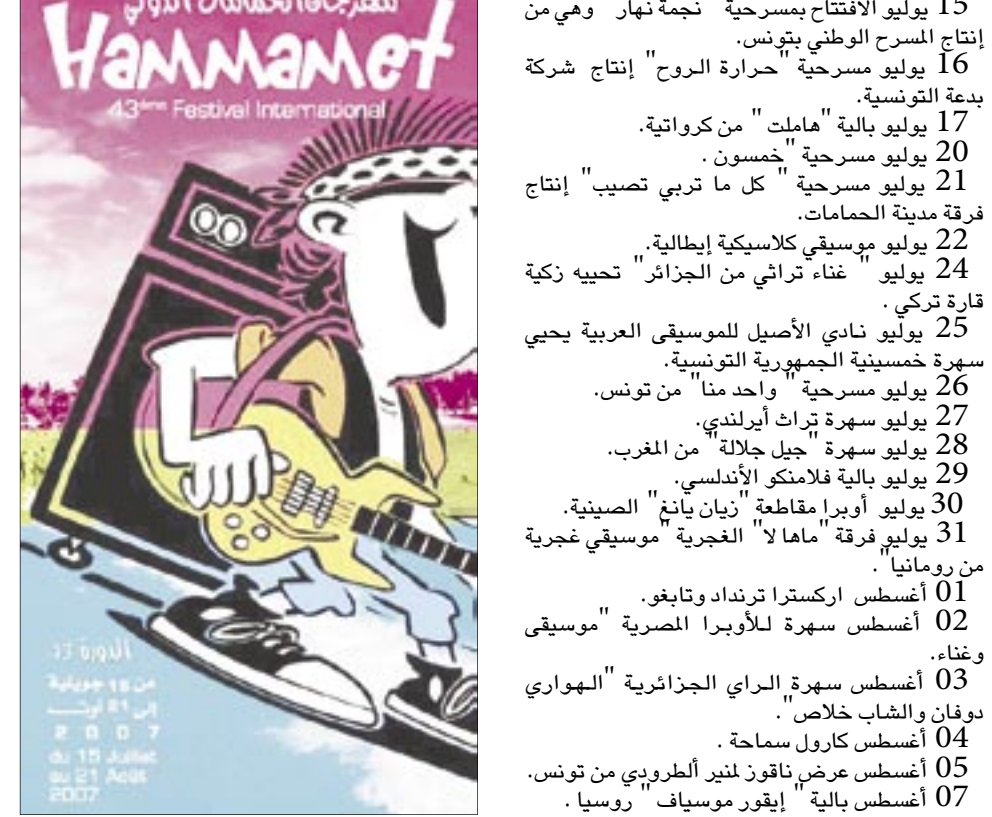 15 يوليو الافتتاح بمسرحية " نجمة نهار " وهي من
إنتاج المسرح الوطني بتونس.
16 يوليو مسرحية "حرارة الروح" إنتاج شركة
بدعة التونسية.
17 يوليو بالية "هاملت " من كرواتية.
20 يوليو مسرحية "خمسون .
21 يوليو مسرحية " كل ما تربي تصيب" إنتاج
فرقة مدينة الحمامات.
22 يوليو موسيقي كلاسيكية إيطالية.
24 يوليو " غناء تراثي من الجزائر" تحييه زكية
قارة تركي .
25 يوليو نادي الأصيل للموسيقى العربية يحيي
سهرة خمسينية الجمهورية التونسية.
26 يوليو مسرحية " واحد منا" من تونس.
27 يوليو سهرة تراث أيرلندي.
28 يوليو سهرة "جيل جلالة" من المغرب.
29 يوليو بالية فلامنكو الأندلسي.
30 يوليو أوبرا مقاطعة "زيان يانغ" الصينية.
31 يوليو فرقة "ماها لا" الغجرية "موسيقي غجرية
من رومانيا".
01 أغسطس اركسترا ترنداد وتابغو.
02 أغسطس سهرة للأوبرا المصرية "موسيقى
وغناء.
03 أغسطس سهرة الراي الجزائرية "الهواري
دوفان والشاب خلاص".
04 أغسطس كارول سماحة .
05 أغسطس عرض ناقوز لمنير ألطرودي من تونس.
07 أغسطس بالية " إيقور موسياف " روسيا .
مهرجان الحمامات الدولي
Hammamet
43ème Festival International
الدورة 43
من 15 جويلية
إلى 21 أوت
2007
du 15 Juillet
au 21 Août
2007